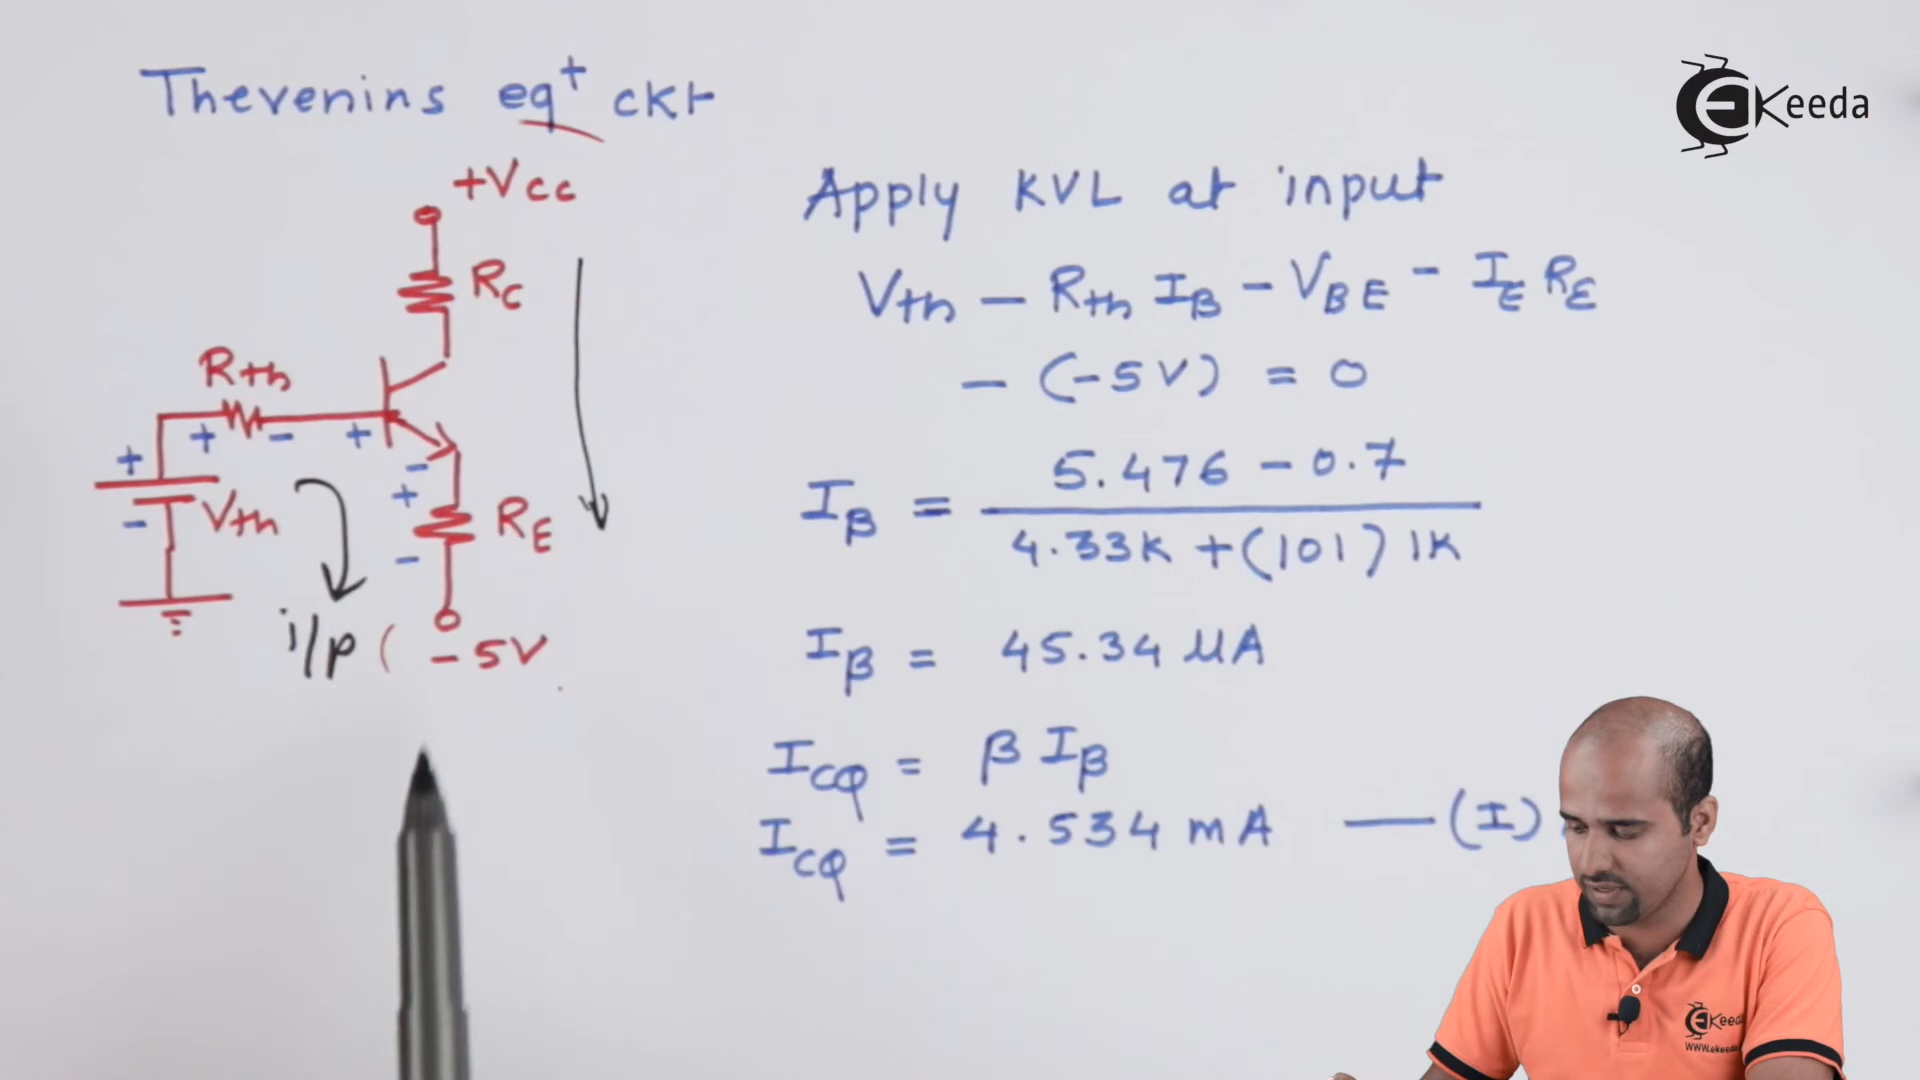 Thevenins eqt ckt
EKeeda
+Vcc
RC
Rth
+ - +
+
-
+
- Vth
RE
-
i/p ( -5V
Apply KVL at input
Vth - Rth IB - VBE - IE RE
- (-5V) = 0
IB = 5.476 - 0.7
4.33K + (101) 1K
IB = 45.34 μA
ICQ = β IB
ICQ = 4.534 mA — (I)